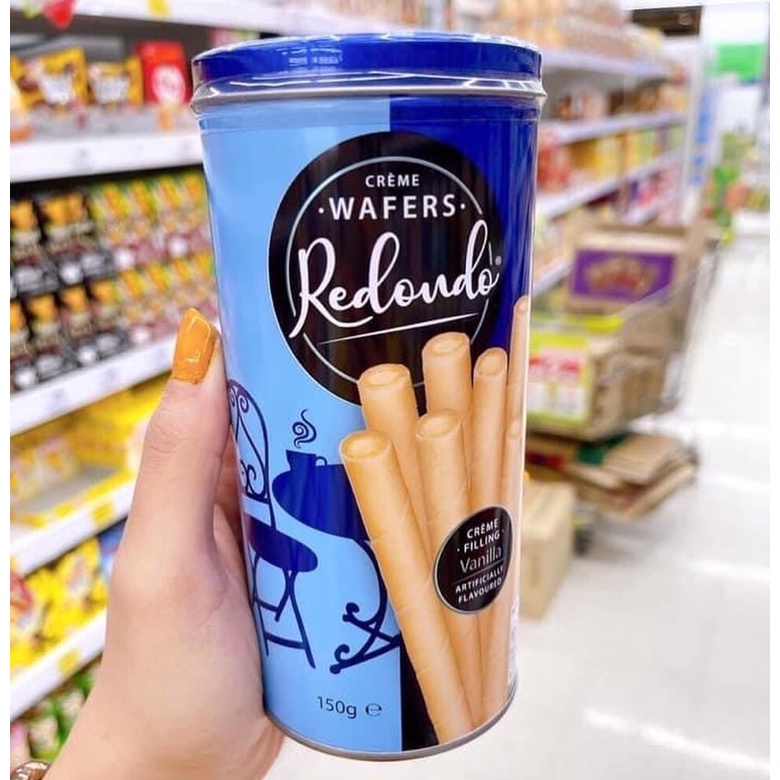 CRÈME
·WAFERS·
Redondo®
CRÈME
· FILLING ·
Vanilla
ARTIFICIALLY
FLAVOURED
150g ℮